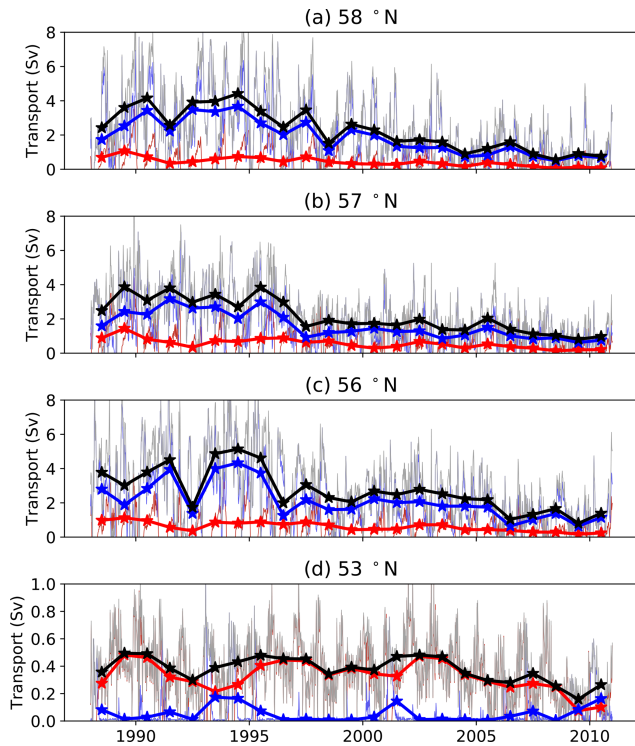 (a) 58 °N
Transport (Sv)
8
6
4
2
0
(b) 57 °N
Transport (Sv)
8
6
4
2
0
(c) 56 °N
Transport (Sv)
8
6
4
2
0
(d) 53 °N
Transport (Sv)
1.0
0.8
0.6
0.4
0.2
0.0
1990 1995 2000 2005 2010